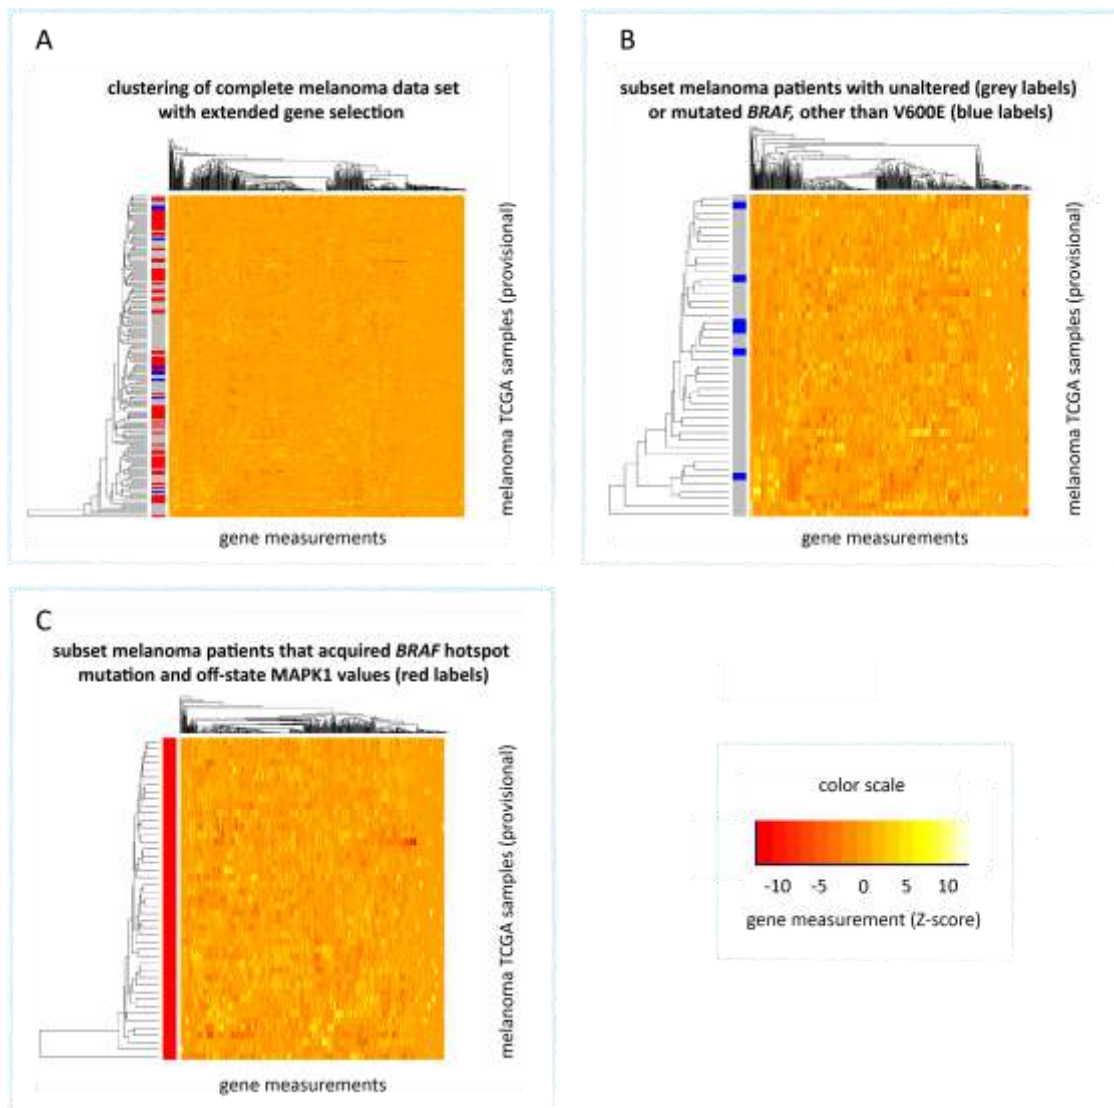 A
clustering of complete melanoma data set
with extended gene selection
melanoma TCGA samples (provisional)
gene measurements
B
subset melanoma patients with unaltered (grey labels)
or mutated BRAF, other than V600E (blue labels)
melanoma TCGA samples (provisional)
gene measurements
C
subset melanoma patients that acquired BRAF hotspot
mutation and off-state MAPK1 values (red labels)
melanoma TCGA samples (provisional)
gene measurements
color scale
-10 -5 0 5 10
gene measurement (Z-score)